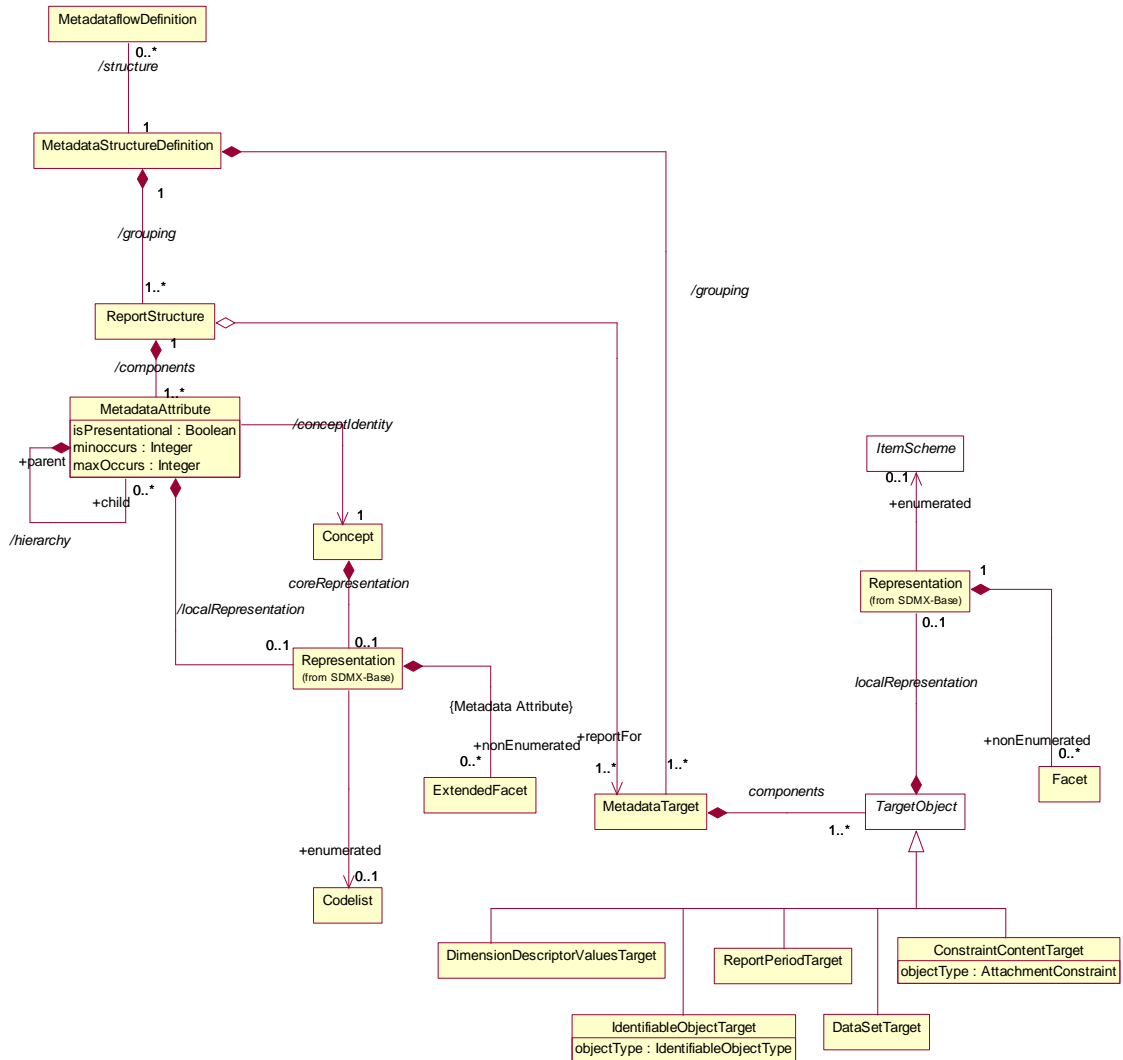 MetadataflowDefinition
0..*
/structure
1
MetadataStructureDefinition
1
/grouping
/grouping
1..*
ReportStructure
1
/components
1..*
MetadataAttribute
isPresentational : Boolean
minoccurs : Integer
maxOccurs : Integer
/conceptIdentity
+parent
0..*
+child
/hierarchy
1
Concept
coreRepresentation
/localRepresentation
0..1
0..1
Representation
(from SDMX-Base)
{Metadata Attribute}
+nonEnumerated
0..*
ExtendedFacet
+enumerated
0..1
Codelist
+reportFor
1..*
1..*
MetadataTarget
components
1..*
ItemScheme
0..1
+enumerated
Representation
(from SDMX-Base)
1
0..1
localRepresentation
+nonEnumerated
0..*
Facet
TargetObject
DimensionDescriptorValuesTarget
ReportPeriodTarget
ConstraintContentTarget
objectType : AttachmentConstraint
IdentifiableObjectTarget
objectType : IdentifiableObjectType
DataSetTarget